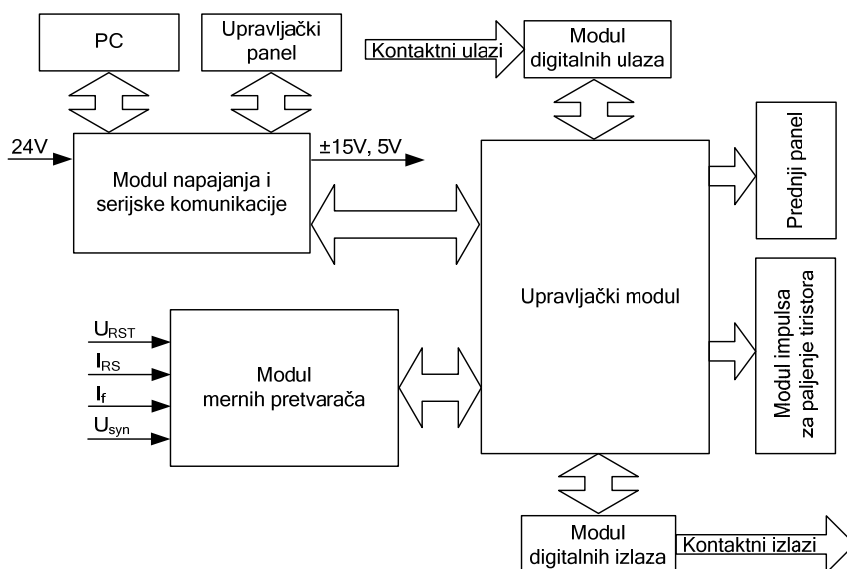 PC
Upravljački
panel
Kontaktni ulazi
Modul
digitalnih ulaza
24V
±15V, 5V
Modul napajanja i
serijske komunikacije
Prednji panel
Upravljački modul
Modul impulsa
za paljenje tiristora
URST
IRS
If
Usyn
Modul
mernih pretvarača
Modul
digitalnih izlaza
Kontaktni izlazi